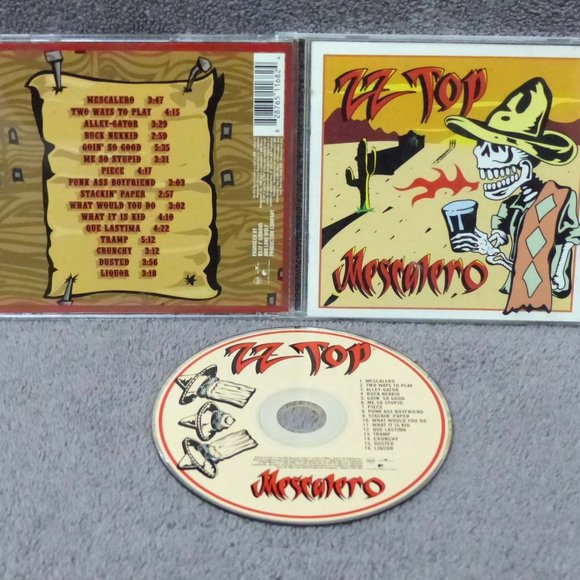 MESCALERO 3:47
TWO WAYS TO PLAY 4:15
ALLEY-GATOR 3:29
BUCK NEKKID 2:59
GOIN' SO GOOD 5:35
ME SO STUPID 3:31
PIECE 4:17
PUNK ASS BOYFRIEND 3:03
STACKIN' PAPER 2:57
WHAT WOULD YOU DO 3:02
WHAT IT IS KID 4:10
QUE LASTIMA 4:22
TRAMP 5:12
CRUNCHY 3:12
DUSTED 3:56
LIQUOR 3:18
PRODUCED BY
BILLY F GIBBONS
ZZ Top
Mescalero
ZZ Top
1. MESCALERO
2. TWO WAYS TO PLAY
3. ALLEY-GATOR
4. BUCK NEKKID
5. GOIN' SO GOOD
6. ME SO STUPID
7. PIECE
8. PUNK ASS BOYFRIEND
9. STACKIN' PAPER
10. WHAT WOULD YOU DO
11. WHAT IT IS KID
12. QUE LASTIMA
13. TRAMP
14. CRUNCHY
15. DUSTED
16. LIQUOR
Mescalero